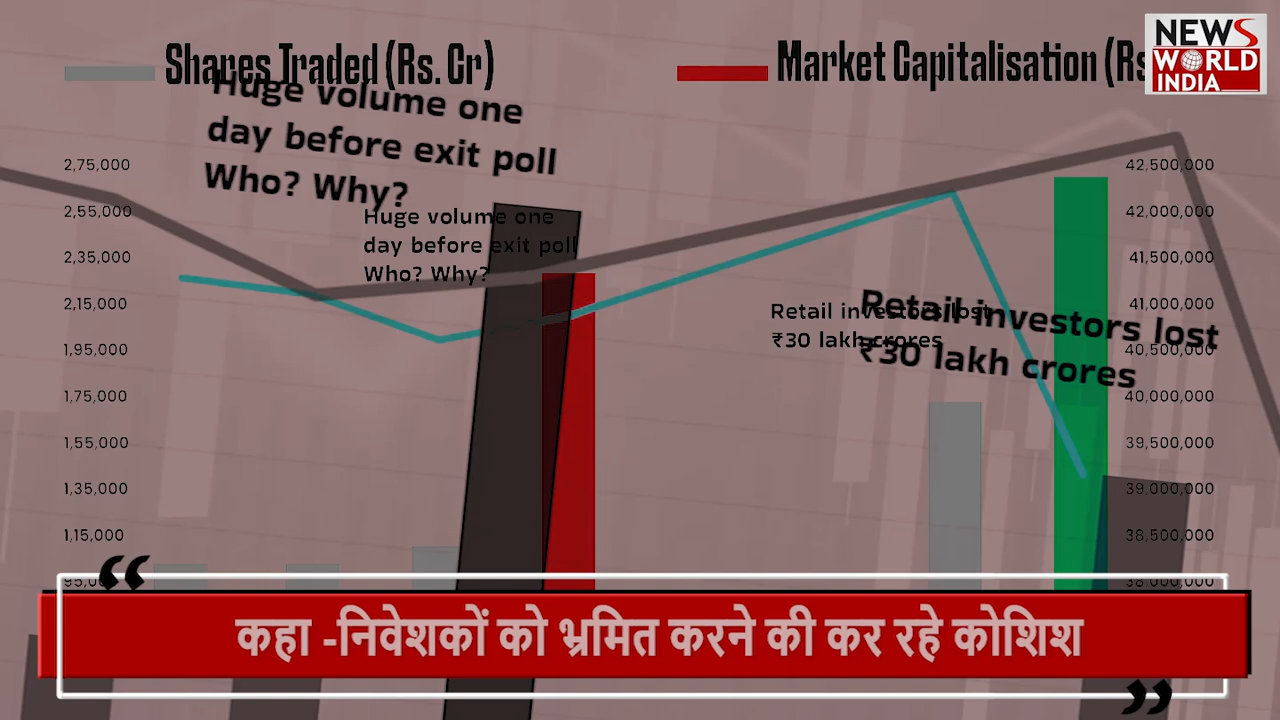 Shares Traded (Rs. Cr)
Market Capitalisation (Rs
NEWS
WORLD
INDIA
Huge volume one
day before exit poll
Who? Why?
Huge volume one
day before exit poll
Who? Why?
Retail investors lost
₹30 lakh crores
Retail investors lost
₹30 lakh crores
2,75,000
2,55,000
2,35,000
2,15,000
1,95,000
1,75,000
1,55,000
1,35,000
1,15,000
95,0
42,500,000
42,000,000
41,500,000
41,000,000
40,500,000
40,000,000
39,500,000
39,000,000
38,500,000
38,000,000
“
कहा -निवेशकों को भ्रमित करने की कर रहे कोशिश
”